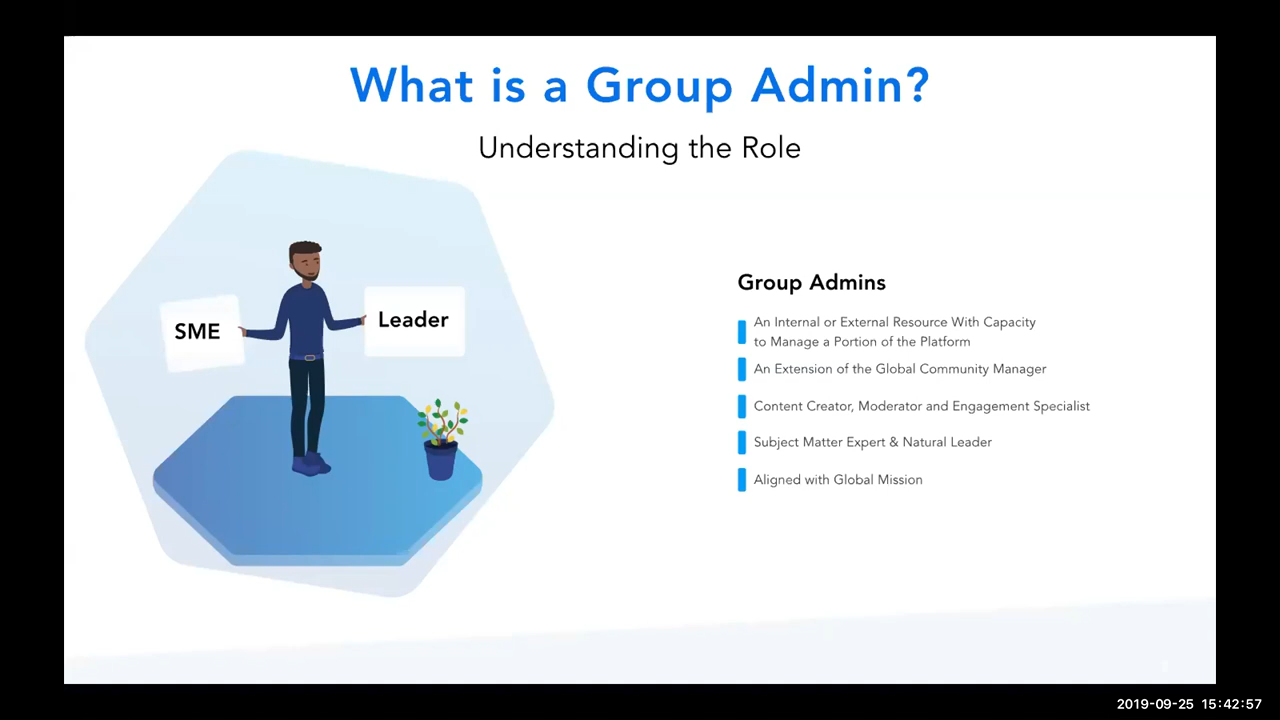 What is a Group Admin?
Understanding the Role
SME
Leader
Group Admins
An Internal or External Resource With Capacity
to Manage a Portion of the Platform
An Extension of the Global Community Manager
Content Creator, Moderator and Engagement Specialist
Subject Matter Expert & Natural Leader
Aligned with Global Mission
2019-09-25 15:42:57